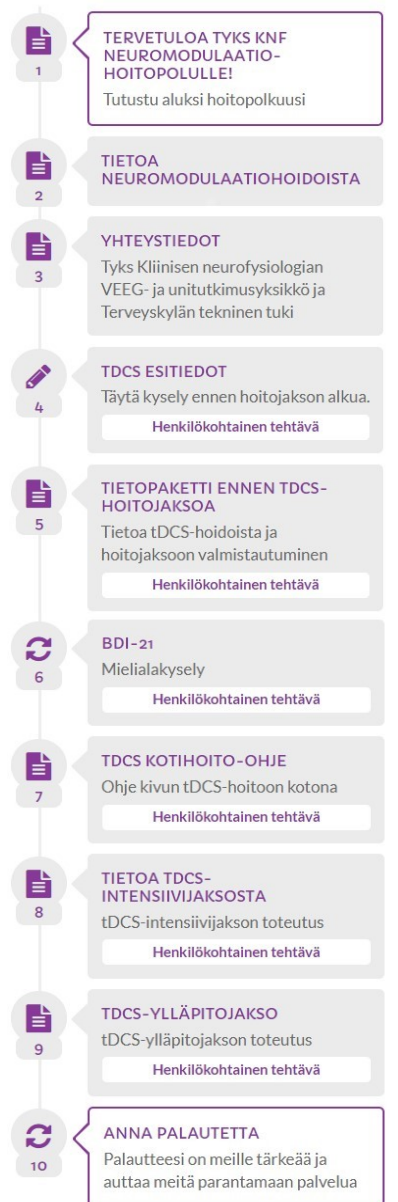 TERVETULOA TYKS KNF
NEUROMODULAATIO-
HOITOPOLULLE!
Tutustu aluksi hoitopolkuusi
1
TIETOA
NEUROMODULAATIOHOIDOISTA
2
YHTEYSTIEDOT
Tyks Kliinisen neurofysiologian
VEEG- ja unitutkimusyksikkö ja
Terveyskylän tekninen tuki
3
TDCS ESITIEDOT
Täytä kysely ennen hoitojakson alkua.
Henkilökohtainen tehtävä
4
TIETOPAKETTI ENNEN TDCS-
HOITOJAKSOA
Tietoa tDCS-hoidoista ja
hoitojaksoon valmistautuminen
Henkilökohtainen tehtävä
5
BDI-21
Mielialakysely
Henkilökohtainen tehtävä
6
TDCS KOTIHOITO-OHJE
Ohje kivun tDCS-hoitoon kotona
Henkilökohtainen tehtävä
7
TIETOA TDCS-
INTENSIIVIJAKSOSTA
tDCS-intensiivijakson toteutus
Henkilökohtainen tehtävä
8
TDCS-YLLÄPITOJAKSO
tDCS-ylläpitojakson toteutus
Henkilökohtainen tehtävä
9
ANNA PALAUTETTA
Palautteesi on meille tärkeää ja
auttaa meitä parantamaan palvelua
10